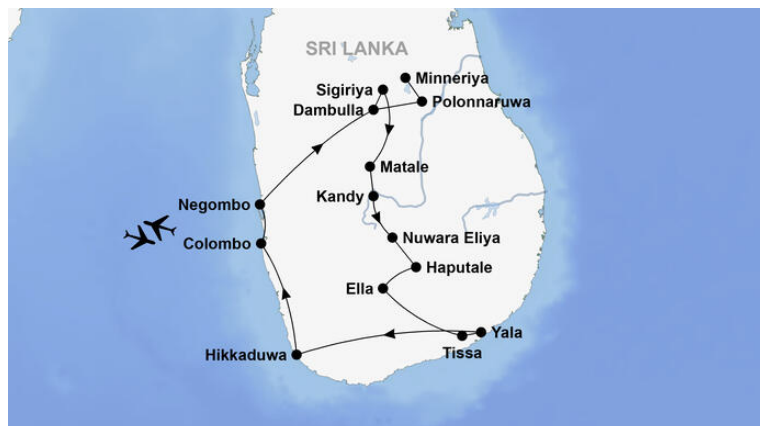 SRI LANKA
Minneriya
Sigiriya
Polonnaruwa
Dambulla
Matale
Kandy
Negombo
Nuwara Eliya
Colombo
Haputale
Ella
Yala
Tissa
Hikkaduwa